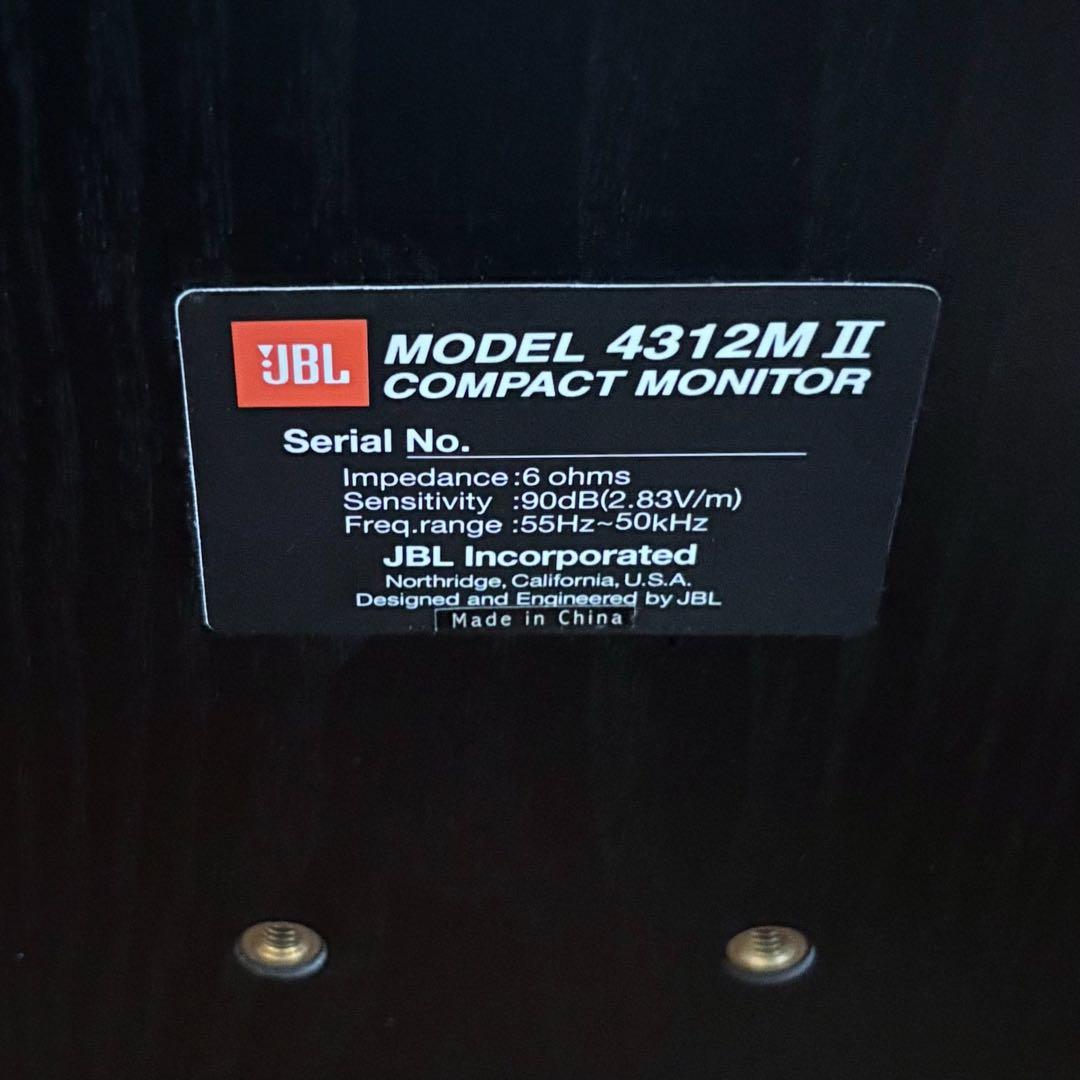 JBL
MODEL 4312M II
COMPACT MONITOR
Serial No.
Impedance:6 ohms
Sensitivity :90dB(2.83V/m)
Freq.range :55Hz~50kHz
JBL Incorporated
Northridge, California, U.S.A.
Designed and Engineered by JBL
Made in China